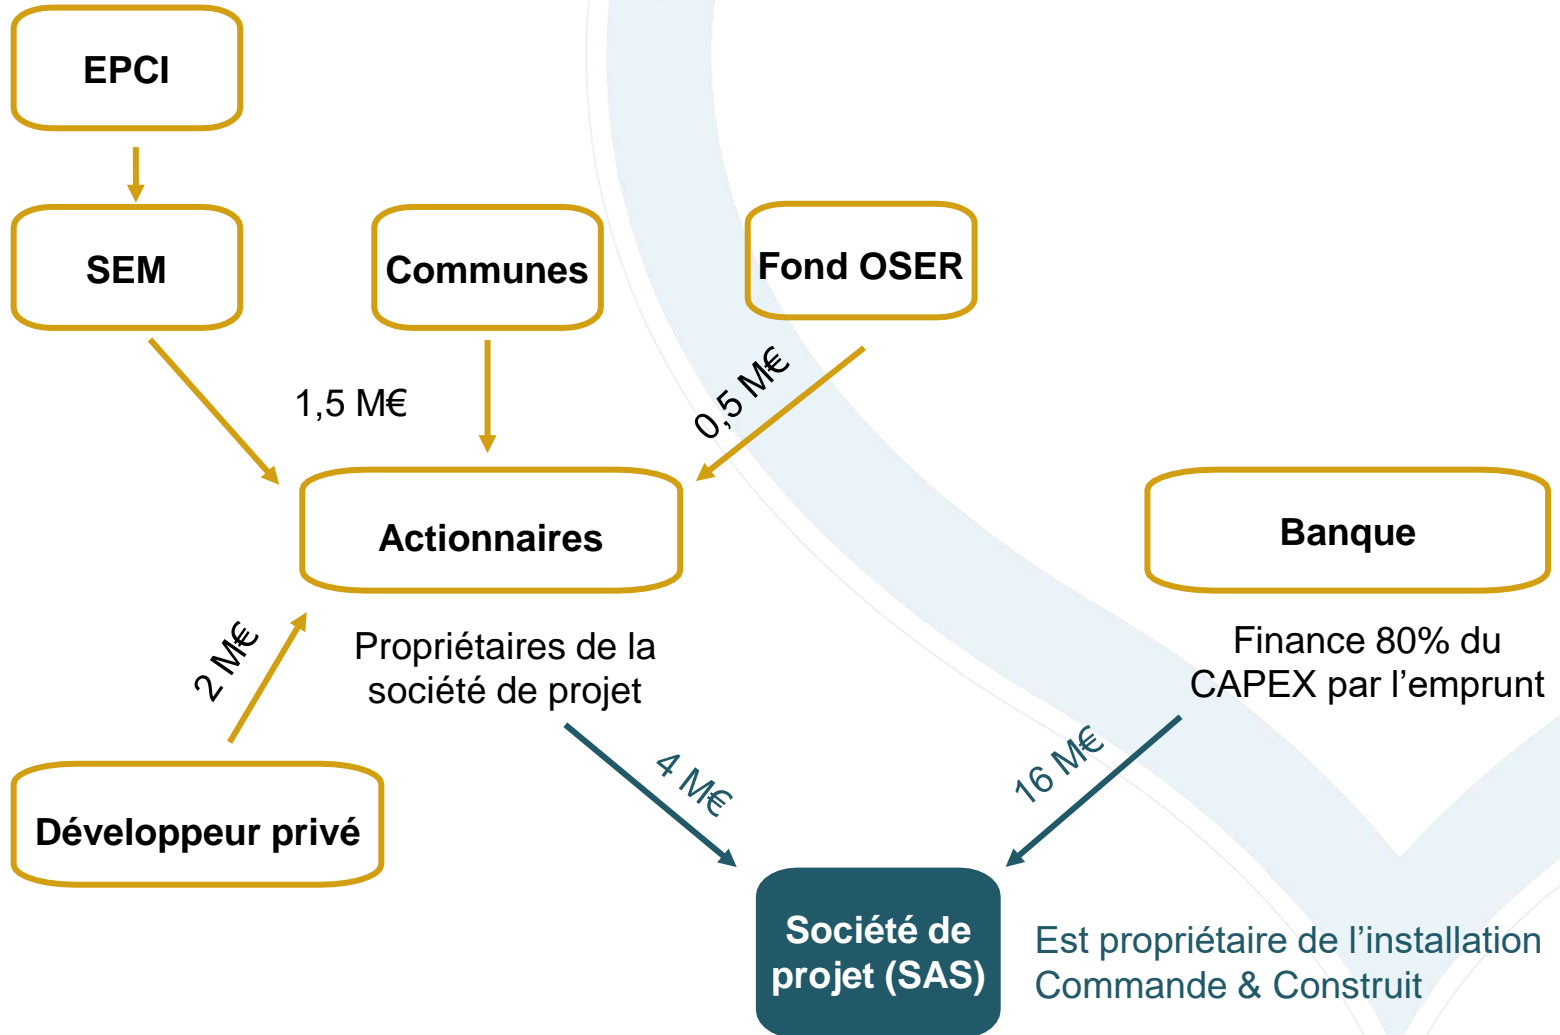 EPCI
SEM
Communes
Fond OSER
1,5 M€
0,5 M€
Actionnaires
Banque
Propriétaires de la
société de projet
Finance 80% du
CAPEX par l’emprunt
2 M€
4 M€
16 M€
Développeur privé
Société de
projet (SAS)
Est propriétaire de l’installation
Commande & Construit